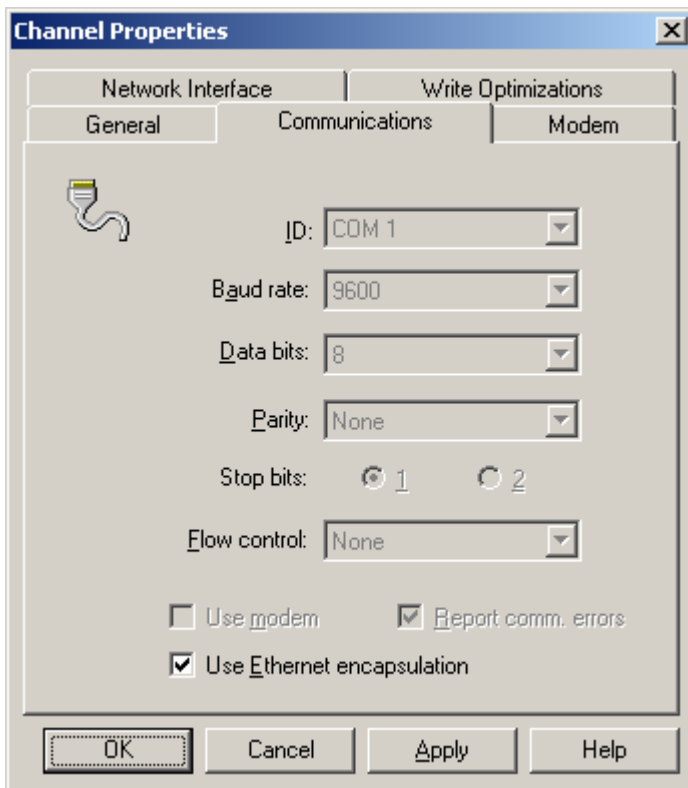 Channel Properties
Network Interface Write Optimizations
General Communications Modem
ID: COM 1
Baud rate: 9600
Data bits: 8
Parity: None
Stop bits: 1 2
Flow control: None
Use modem Report comm. errors
Use Ethernet encapsulation
OK Cancel Apply Help